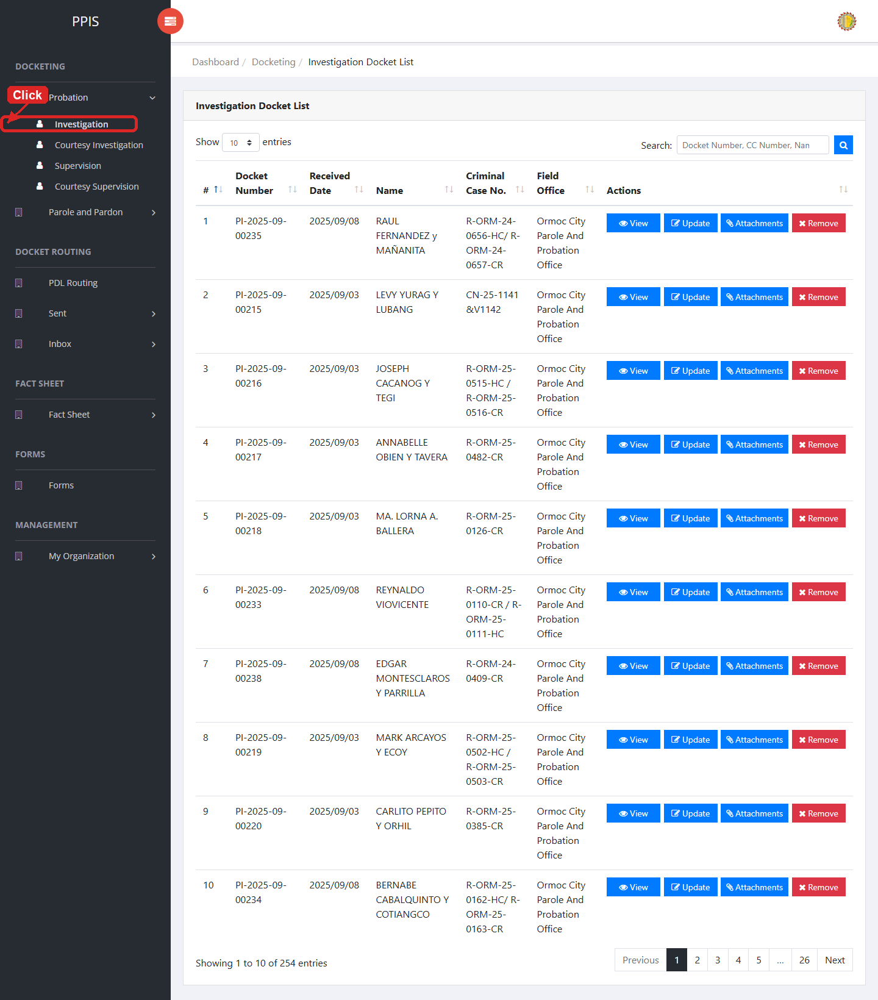 PPIS
DOCKETING
Click
Probation
Investigation
Courtesy Investigation
Supervision
Courtesy Supervision
Parole and Pardon
DOCKET ROUTING
PDL Routing
Sent
Inbox
FACT SHEET
Fact Sheet
FORMS
Forms
MANAGEMENT
My Organization
Dashboard / Docketing / Investigation Docket List
Investigation Docket List
Show 10 entries
Search: Docket Number, CC Number, Nan
# Docket Number Received Date Name Criminal Case No. Field Office Actions
1 PI-2025-09- 2025/09/08 RAUL R-ORM-24- Ormoc City View Update Attachments Remove
00235 FERNANDEZ y 0656-HC/ R- Parole And
MAÑANITA ORM-24- Probation
0657-CR Office
2 PI-2025-09- 2025/09/03 LEVY YURAG Y CN-25-1141 Ormoc City View Update Attachments Remove
00215 LUBANG &V1142 Parole And
Probation
Office
3 PI-2025-09- 2025/09/03 JOSEPH R-ORM-25- Ormoc City View Update Attachments Remove
00216 CACANOG Y 0515-HC / Parole And
TEGI R-ORM-25- Probation
0516-CR Office
4 PI-2025-09- 2025/09/03 ANNABELLE R-ORM-25- Ormoc City View Update Attachments Remove
00217 OBIEN Y TAVERA 0482-CR Parole And
Probation
Office
5 PI-2025-09- 2025/09/03 MA. LORNA A. R-ORM-25- Ormoc City View Update Attachments Remove
00218 BALLERA 0126-CR Parole And
Probation
Office
6 PI-2025-09- 2025/09/08 REYNALDO R-ORM-25- Ormoc City View Update Attachments Remove
00233 VIOVICENTE 0110-CR / R- Parole And
ORM-25- Probation
0111-HC Office
7 PI-2025-09- 2025/09/08 EDGAR R-ORM-24- Ormoc City View Update Attachments Remove
00238 MONTESCLAROS 0409-CR Parole And
Y PARRILLA Probation
Office
8 PI-2025-09- 2025/09/03 MARK ARCAYOS R-ORM-25- Ormoc City View Update Attachments Remove
00219 Y ECOY 0502-HC / Parole And
R-ORM-25- Probation
0503-CR Office
9 PI-2025-09- 2025/09/03 CARLITO PEPITO R-ORM-25- Ormoc City View Update Attachments Remove
00220 Y ORHIL 0385-CR Parole And
Probation
Office
10 PI-2025-09- 2025/09/08 BERNABE R-ORM-25- Ormoc City View Update Attachments Remove
00234 CABALQUINTO Y 0162-HC/ R- Parole And
COTIANGCO ORM-25- Probation
0163-CR Office
Showing 1 to 10 of 254 entries
Previous 1 2 3 4 5 ... 26 Next